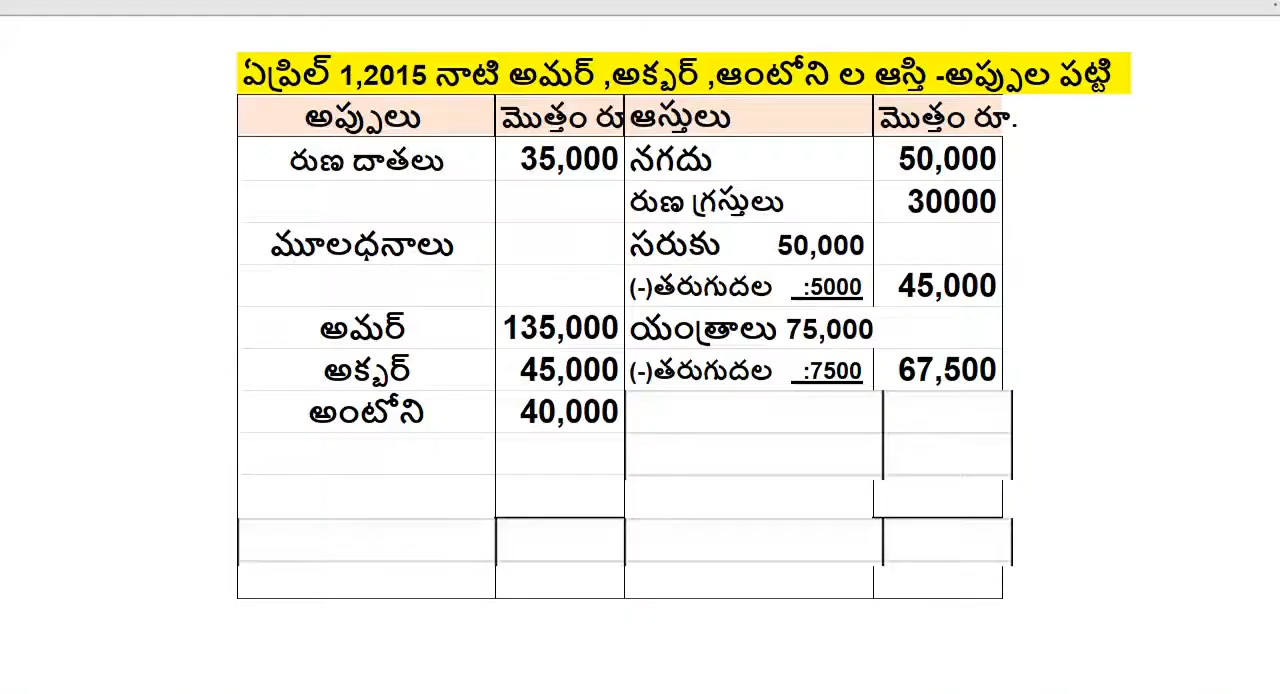 ఏప్రిల్ 1,2015 నాటి అమర్ ,అక్బర్ ,ఆంటోని ల ఆస్తి -అప్పుల పట్టి
అప్పులు మొత్తం రూ ఆస్తులు మొత్తం రూ.
రుణ దాతలు 35,000 నగదు 50,000
రుణ గ్రస్తులు 30000
మూలధనాలు సరుకు 50,000
(-)తరుగుదల :5000 45,000
అమర్ 135,000 యంత్రాలు 75,000
అక్బర్ 45,000 (-)తరుగుదల :7500 67,500
అంటోని 40,000